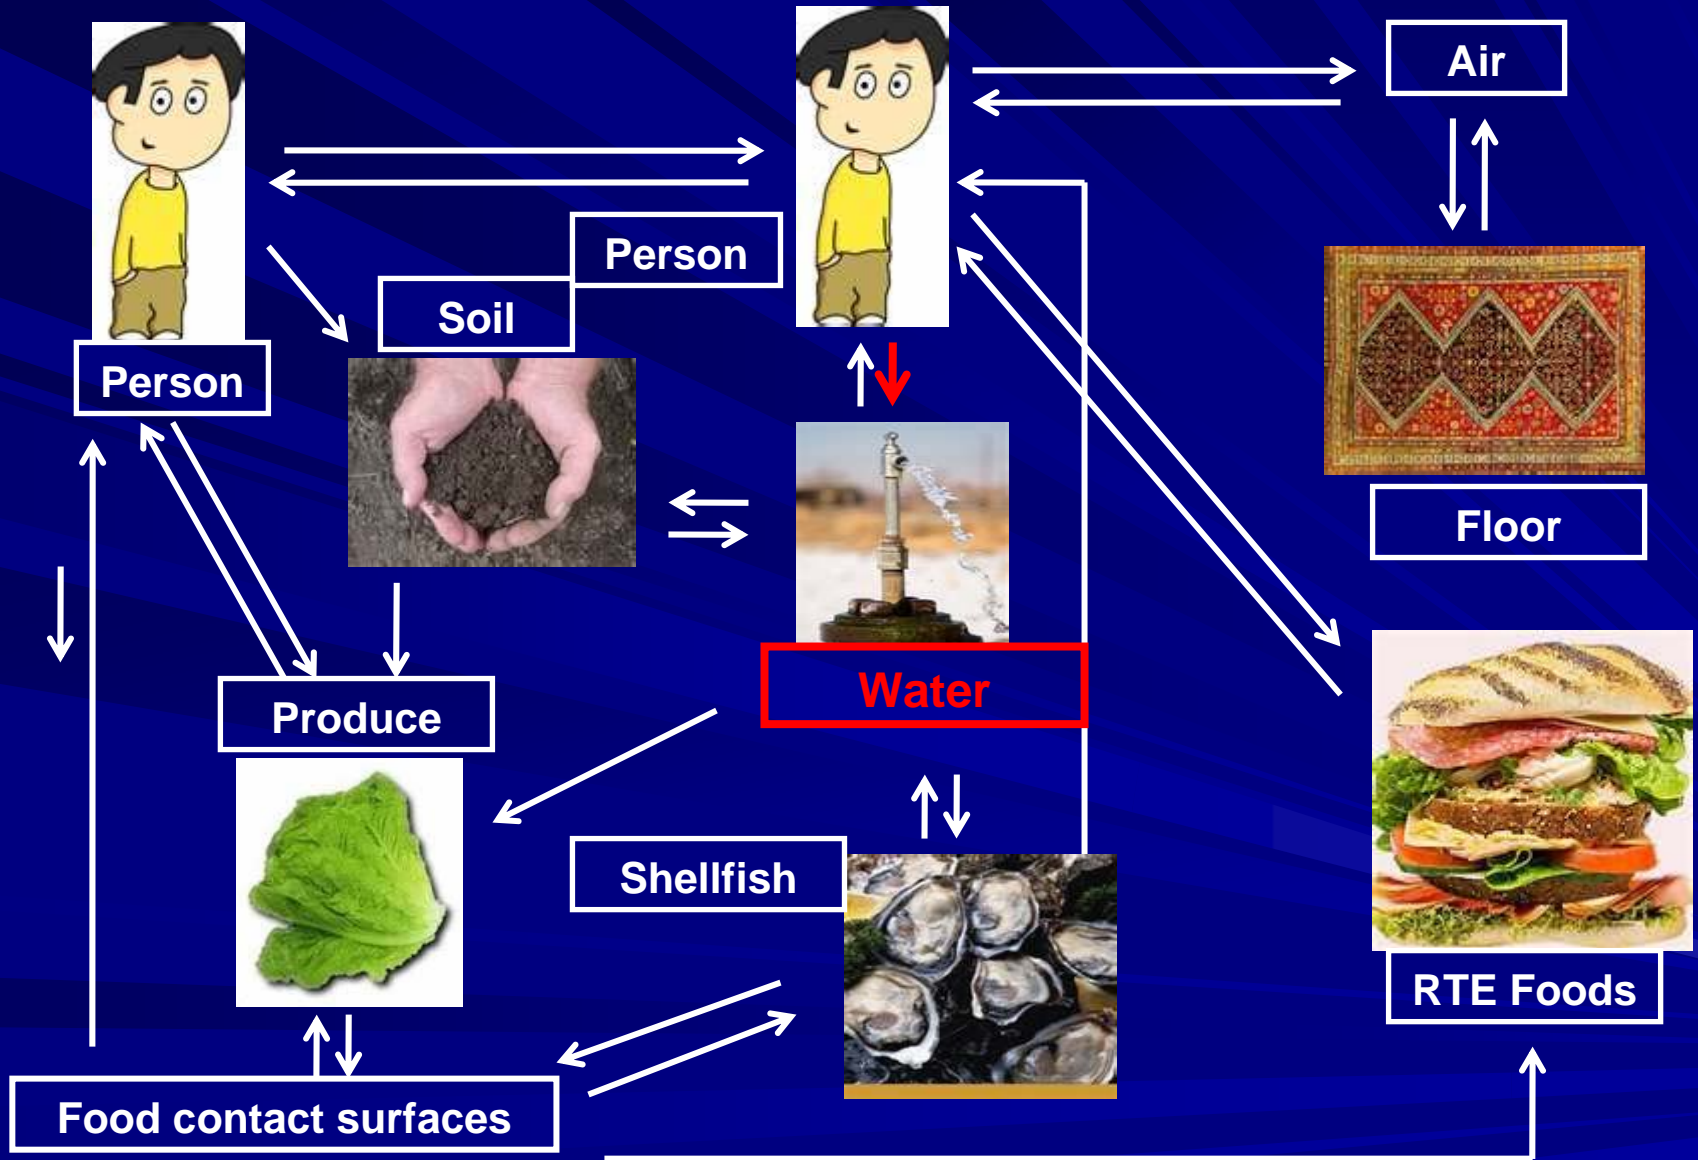 Air
Person
Soil
Person
Floor
Water
Produce
Shellfish
RTE Foods
Food contact surfaces